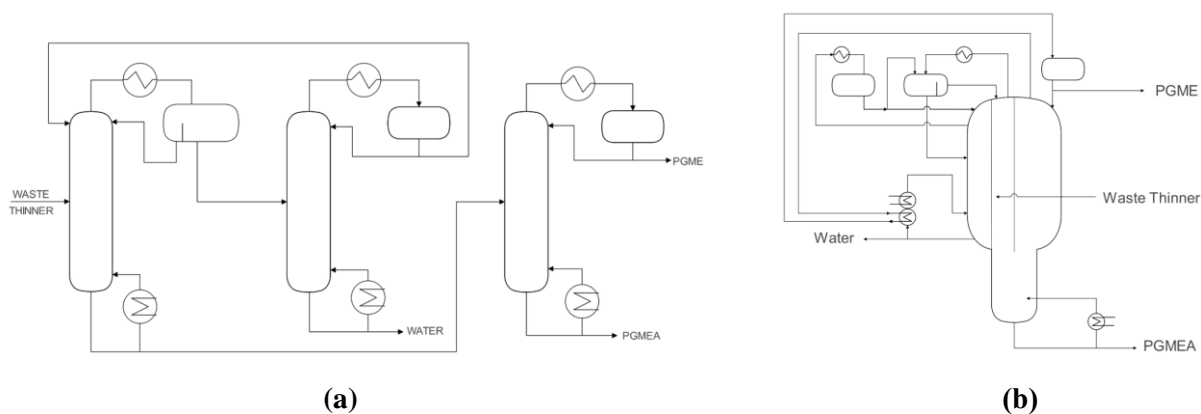 WASTE
THINNER
WATER
PGME
PGMEA
(a)
PGME
Waste Thinner
Water
PGMEA
(b)